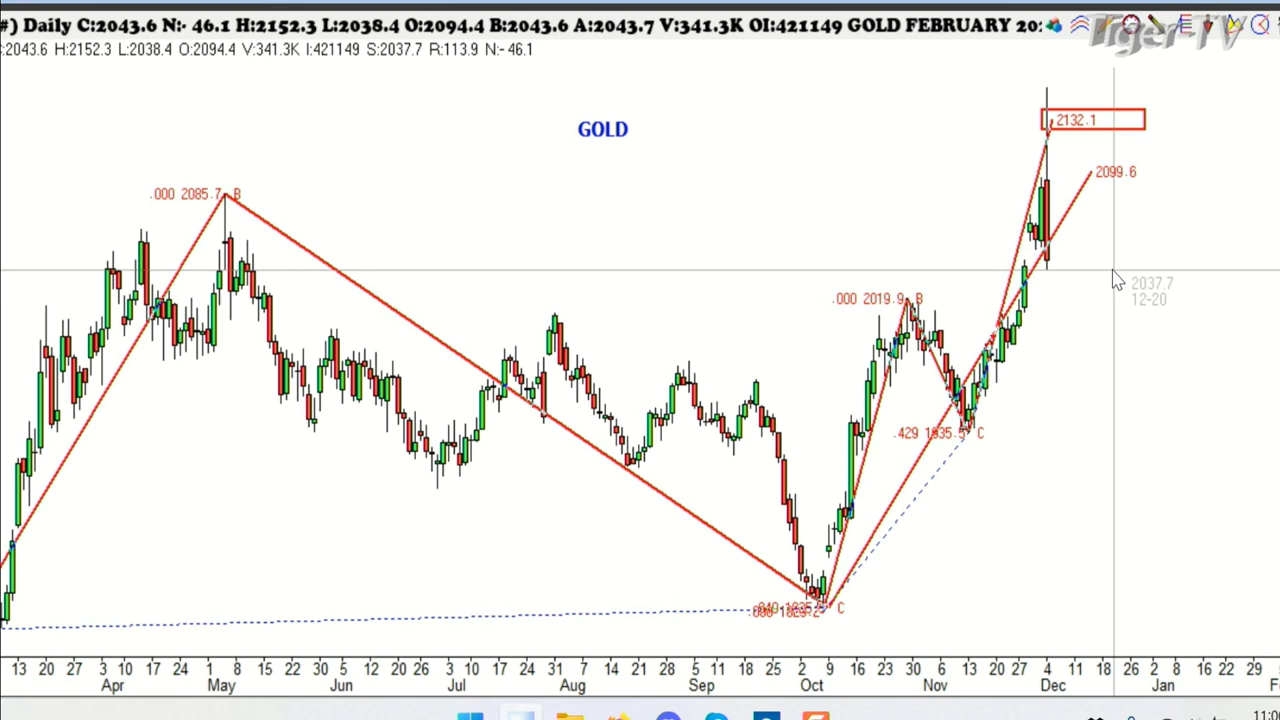 #) Daily C:2043.6 N:- 46.1 H:2152.3 L:2038.4 O:2094.4 B:2043.6 A:2043.7 V:341.3K OI:421149 GOLD FEBRUARY 202
Tiger-TV
:2043.6 H:2152.3 L:2038.4 O:2094.4 V:341.3K I:421149 S:2037.7 R:113.9 N:-46.1
GOLD
2132.1
2099.6
.000 2085.7 B
2037.7
12-20
.000 2019.9 B
.429 1935.5 C
C
13 20 27 3 10 17 24 1 8 15 22 30 5 12 20 27 3 10 17 24 31 7 14 21 28 5 11 18 25 2 9 16 23 30 6 13 20 27 4 11 18 26 2 8 16 22 29
Apr May Jun Jul Aug Sep Oct Nov Dec Jan F